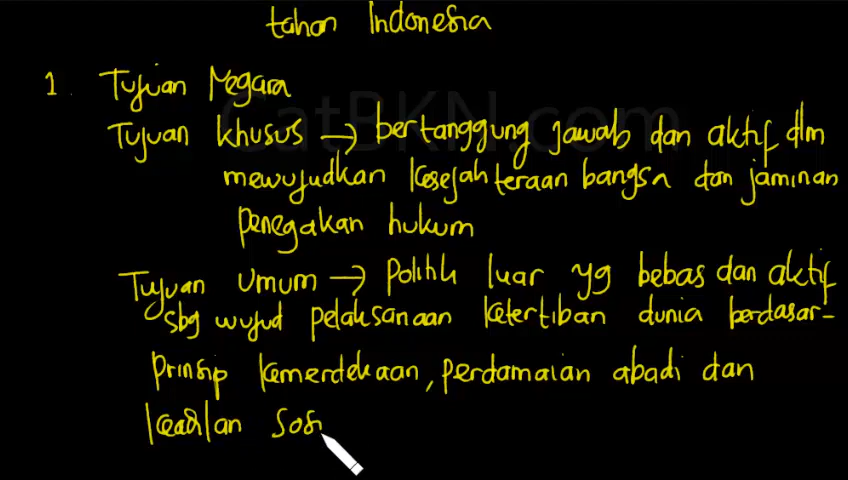 tahan Indonesia
1. Tujuan Negara
Tujuan khusus → bertanggung jawab dan aktif dlm
mewujudkan kesejahteraan bangsa dan jaminan
penegakan hukum
Tujuan umum → Politik luar yg bebas dan aktif
sbg wujud pelaksanaan ketertiban dunia berdasar-
Prinsip kemerdekaan, perdamaian abadi dan
keadilan Sosi
CatBKN.com